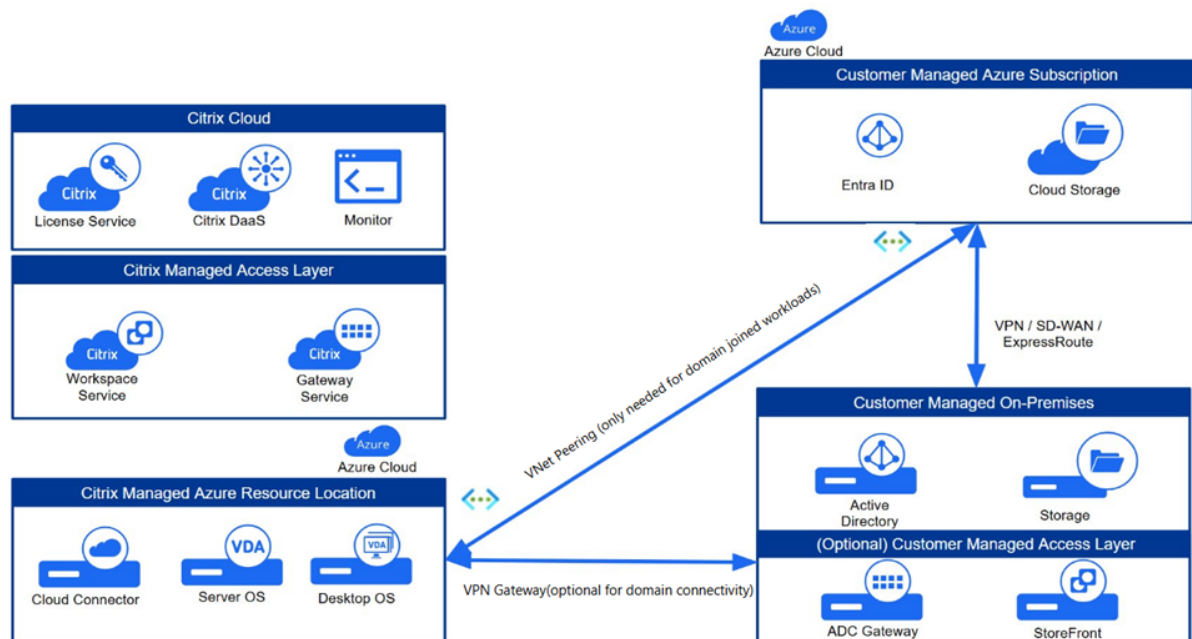 Azure
Azure Cloud
Customer Managed Azure Subscription
Entra ID
Cloud Storage
Citrix Cloud
Citrix
License Service
Citrix
Citrix DaaS
Monitor
Citrix Managed Access Layer
Citrix
Workspace
Service
Citrix
Gateway
Service
VNet Peering (only needed for domain joined workloads)
VPN / SD-WAN /
ExpressRoute
Azure
Azure Cloud
Citrix Managed Azure Resource Location
Cloud Connector
VDA
Server OS
VDA
Desktop OS
VPN Gateway(optional for domain connectivity)
Customer Managed On-Premises
Active
Directory
Storage
(Optional) Customer Managed Access Layer
ADC Gateway
StoreFront